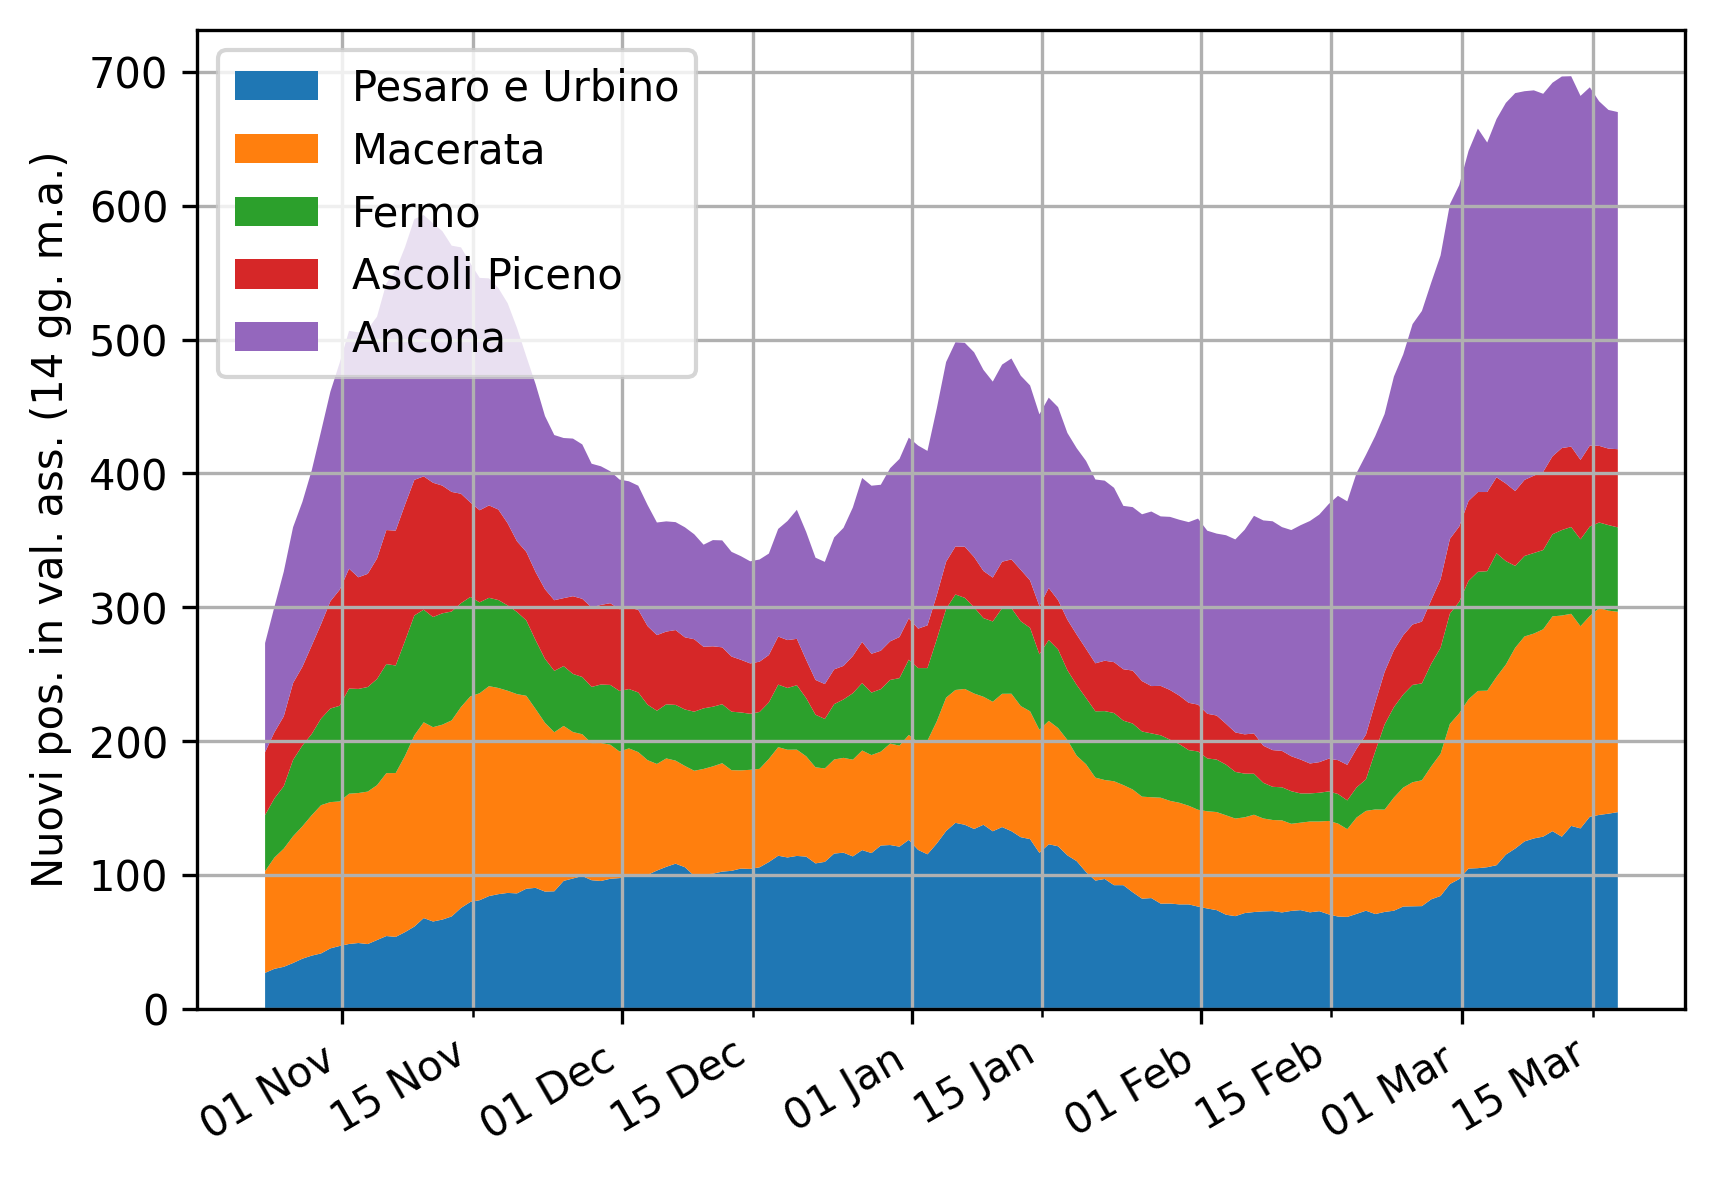 Nuovi pos. in val. ass. (14 gg. m.a.)
700
600
500
400
300
200
100
0
Pesaro e Urbino
Macerata
Fermo
Ascoli Piceno
Ancona
01 Nov
15 Nov
01 Dec
15 Dec
01 Jan
15 Jan
01 Feb
15 Feb
01 Mar
15 Mar